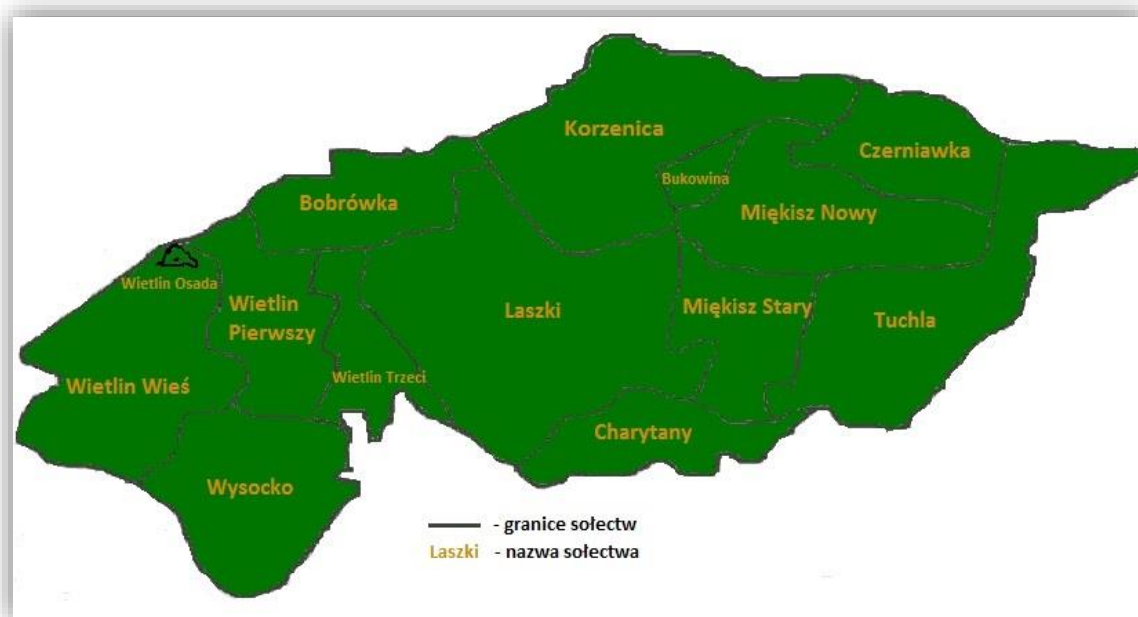 Korzenica
Czerniawka
Bukowina
Bobrówka
Miękisz Nowy
Wietlin Osada
Wietlin
Pierwszy
Laszki
Miękisz Stary
Tuchla
Wietlin Trzeci
Wietlin Wieś
Charytany
Wysocko
- granice sołectw
Laszki - nazwa sołectwa